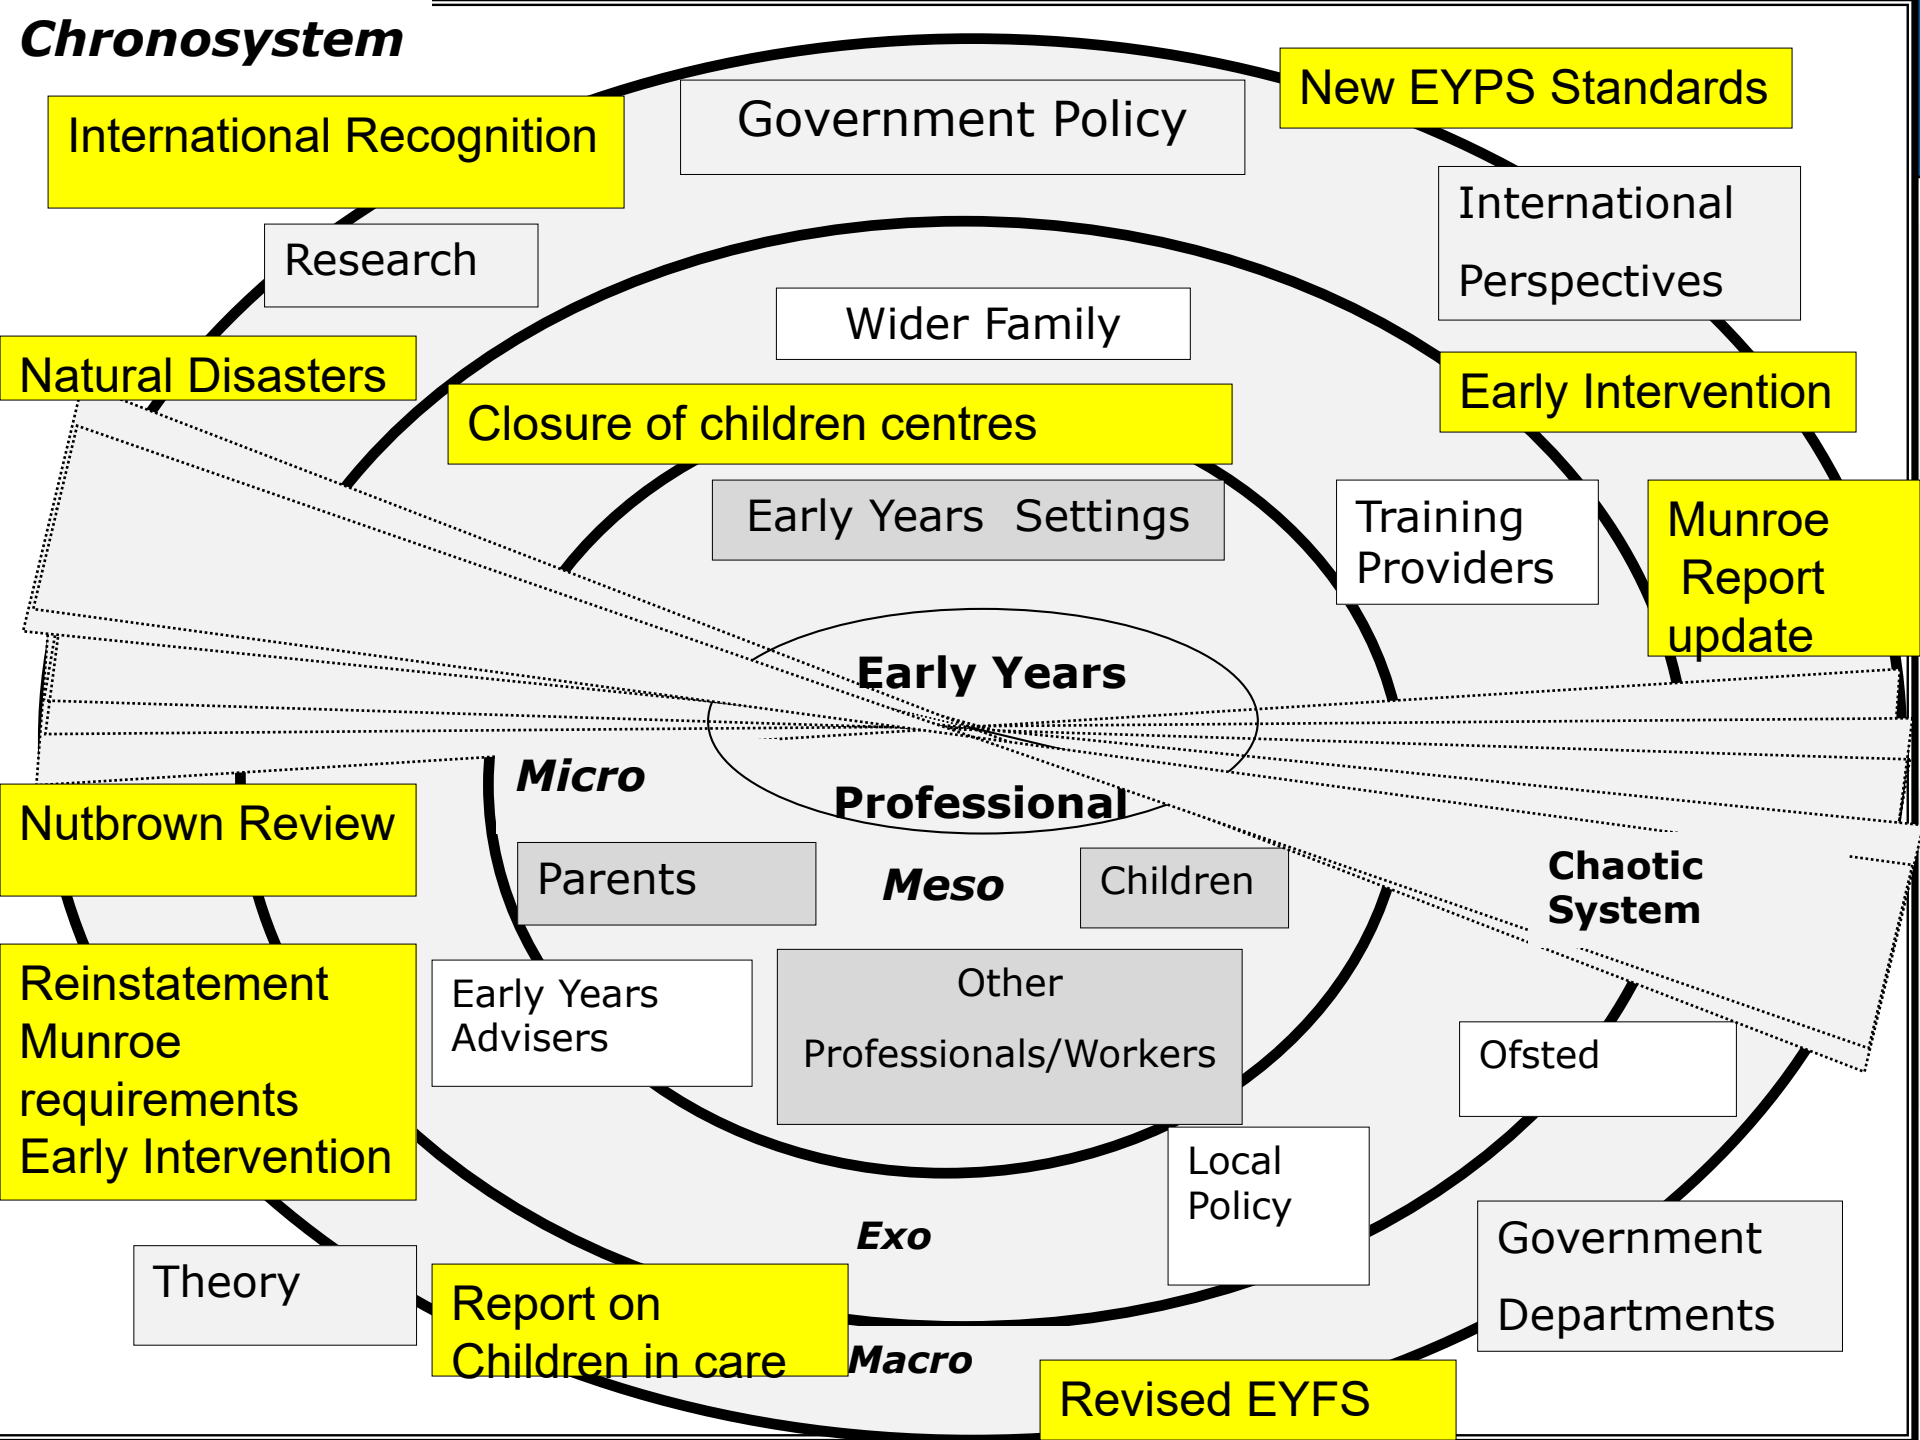 Chronosystem
New EYPS Standards
Government Policy
International Recognition
International
Perspectives
Research
Wider Family
Natural Disasters
Early Intervention
Closure of children centres
Early Years  Settings
Training
Providers
Munroe
Report
update
Early Years
Micro
Professional
Nutbrown Review
Parents
Meso
Children
Chaotic
System
Reinstatement
Munroe
requirements
Early Intervention
Early Years
Advisers
Other
Professionals/Workers
Ofsted
Local
Policy
Exo
Government
Departments
Theory
Report on
Children in care
Macro
Revised EYFS